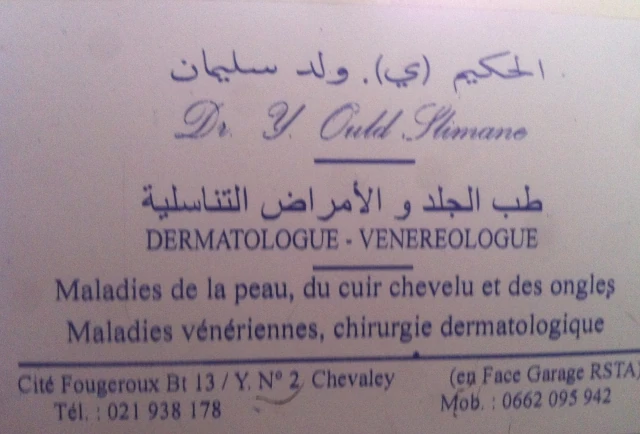 الحكيم (ي). ولد سليمان
Dr. Y. Ould Slimane
طب الجلد و الأمراض التناسلية
DERMATOLOGUE - VENEREOLOGUE
Maladies de la peau, du cuir chevelu et des ongles
Maladies vénériennes, chirurgie dermatologique
Cité Fougeroux Bt 13 / Y. N° 2 Chevaley (en Face Garage RSTA)
Tél. : 021 938 178 Mob. : 0662 095 942